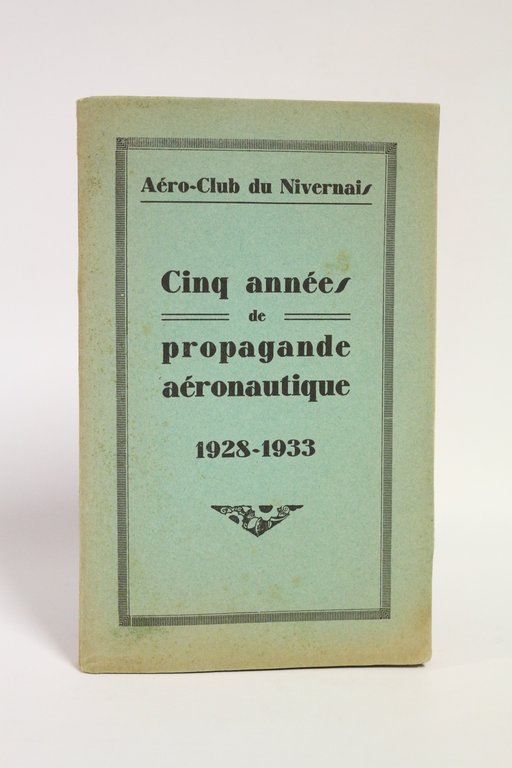 Aéro-Club du Nivernais
Cinq années
de
propagande
aéronautique
1928-1933